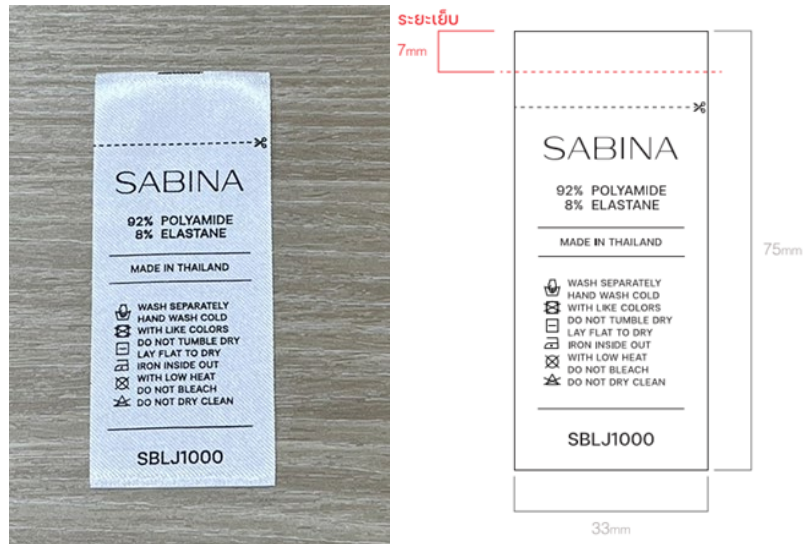 SABINA
92% POLYAMIDE
8% ELASTANE
MADE IN THAILAND
WASH SEPARATELY
HAND WASH COLD
WITH LIKE COLORS
DO NOT TUMBLE DRY
LAY FLAT TO DRY
IRON INSIDE OUT
WITH LOW HEAT
DO NOT BLEACH
DO NOT DRY CLEAN
SBLJ1000
ระยะเย็บ
7mm
SABINA
92% POLYAMIDE
8% ELASTANE
MADE IN THAILAND
WASH SEPARATELY
HAND WASH COLD
WITH LIKE COLORS
DO NOT TUMBLE DRY
LAY FLAT TO DRY
IRON INSIDE OUT
WITH LOW HEAT
DO NOT BLEACH
DO NOT DRY CLEAN
SBLJ1000
75mm
33mm